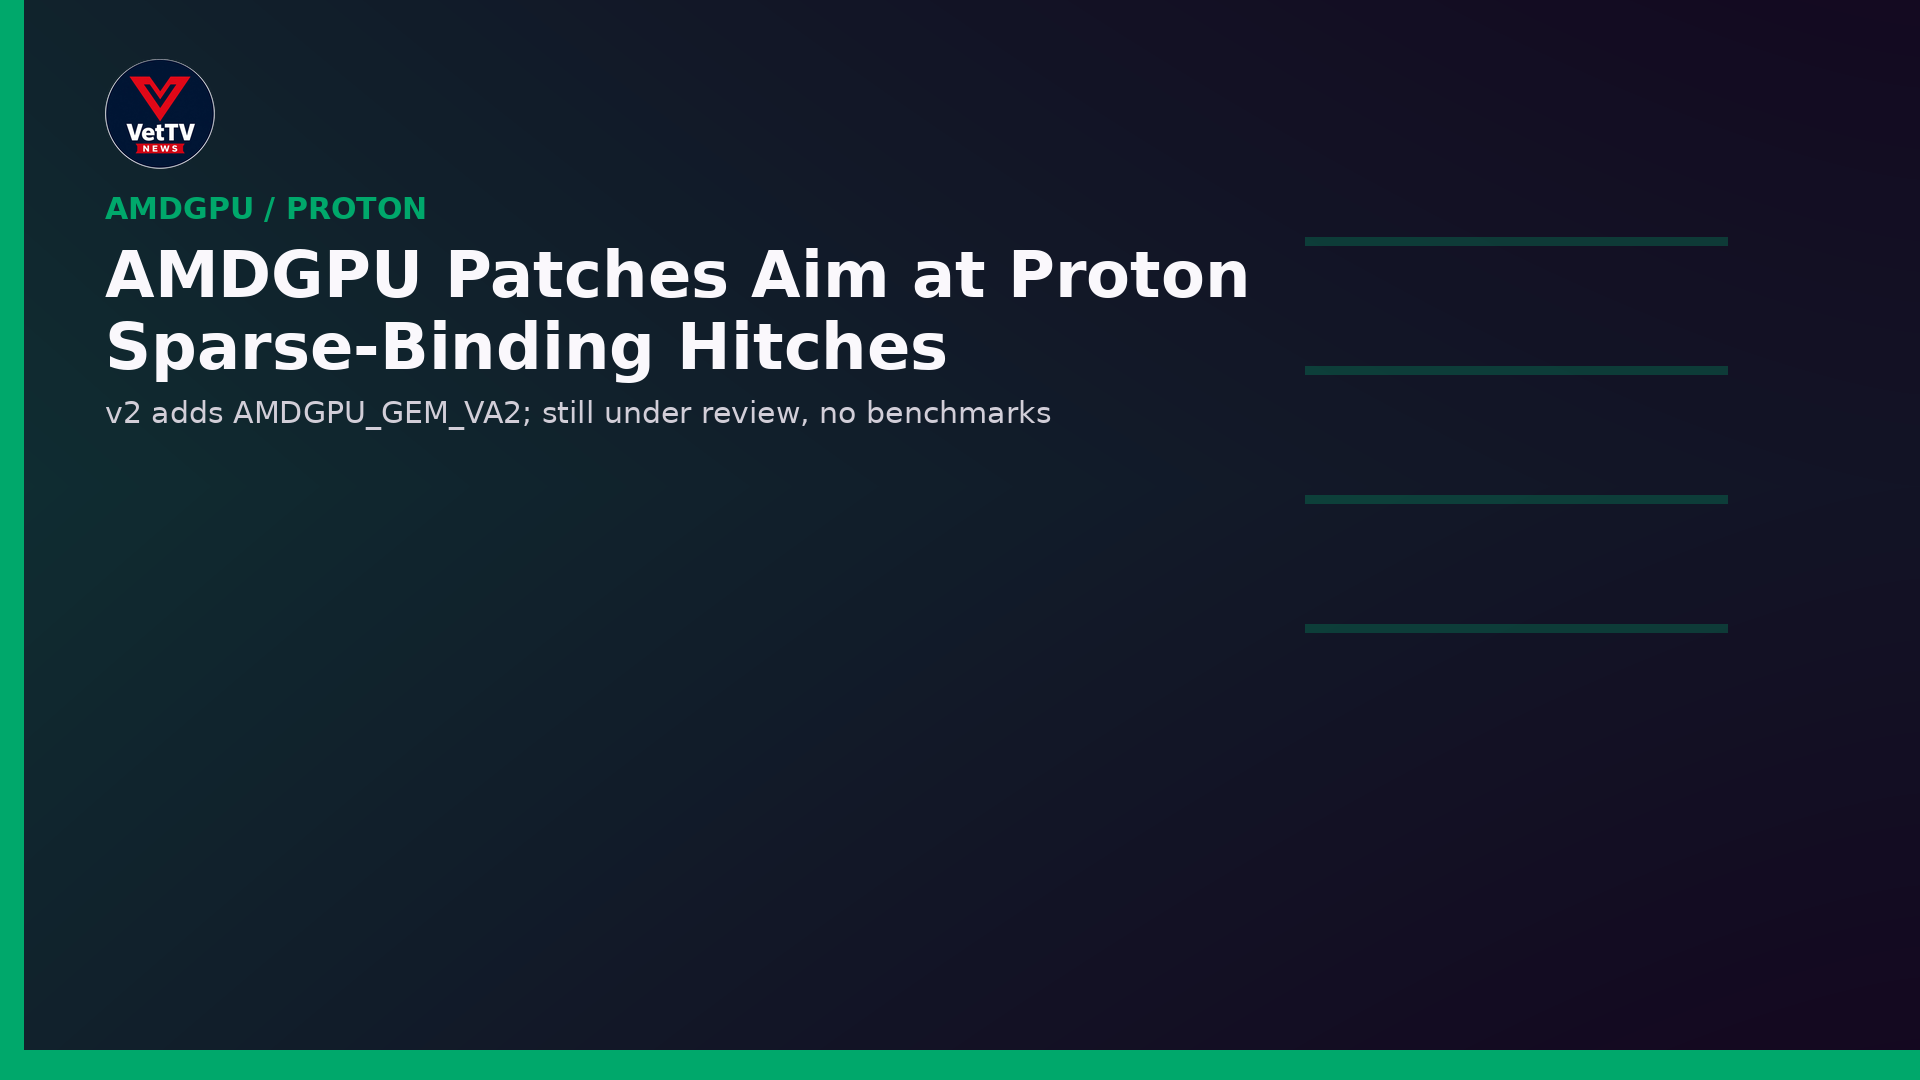 VetTV
NEWS
AMDGPU / PROTON
AMDGPU Patches Aim at Proton
Sparse-Binding Hitches
v2 adds AMDGPU_GEM_VA2; still under review, no benchmarks